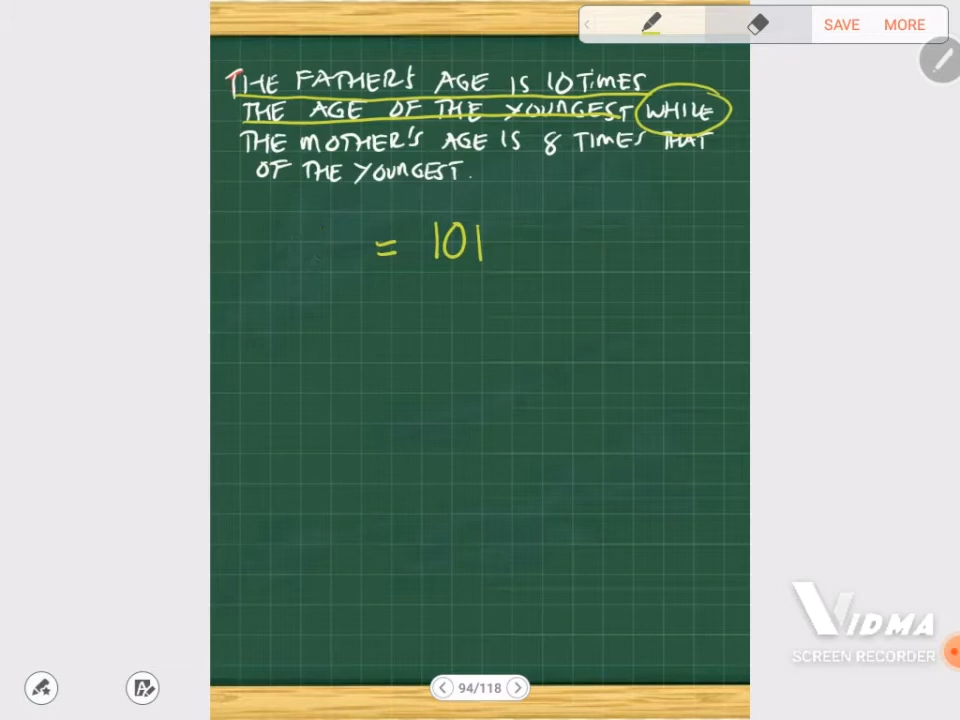 SAVE MORE
THE FATHER'S AGE IS 10 TIMES
THE AGE OF THE YOUNGEST WHILE
THE MOTHER'S AGE IS 8 TIMES THAT
OF THE YOUNGEST.
= 101
VIDMA
SCREEN RECORDER
94/118